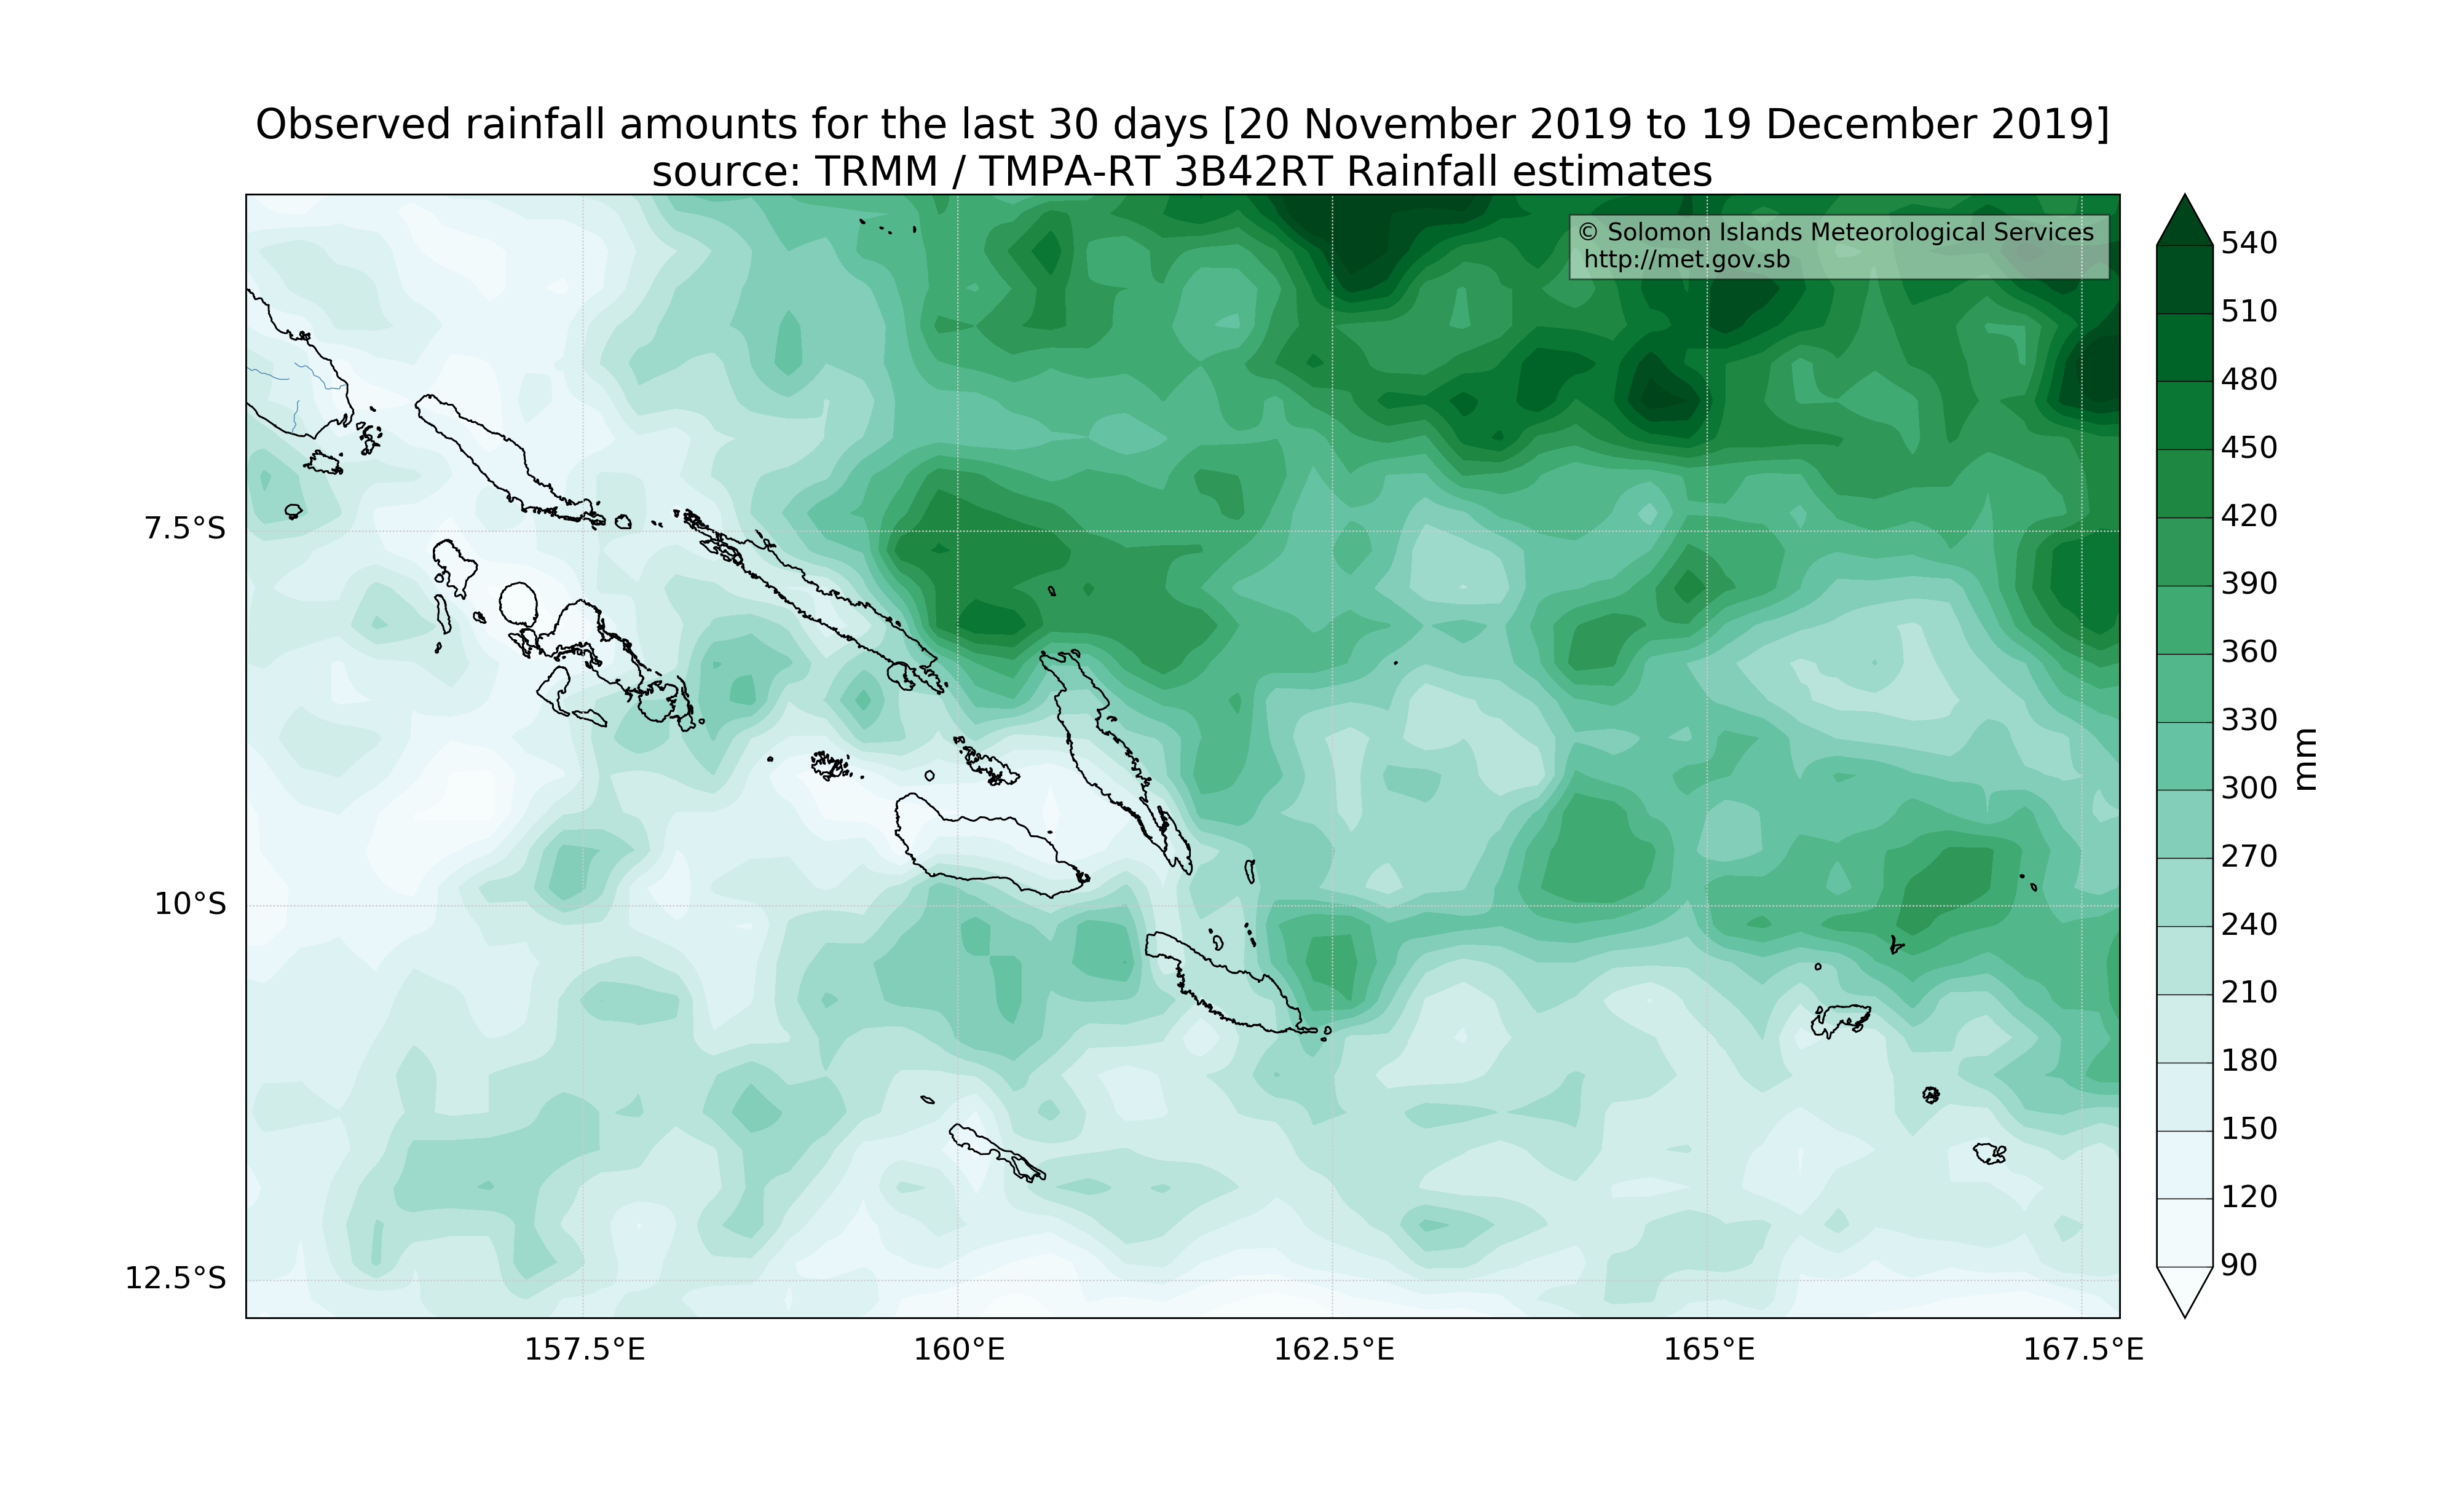 Observed rainfall amounts for the last 30 days [20 November 2019 to 19 December 2019]
source: TRMM / TMPA-RT 3B42RT Rainfall estimates
© Solomon Islands Meteorological Services
http://met.gov.sb
7.5°S
10°S
12.5°S
157.5°E
160°E
162.5°E
165°E
167.5°E
540
510
480
450
420
390
360
330
300
270
240
210
180
150
120
90
mm